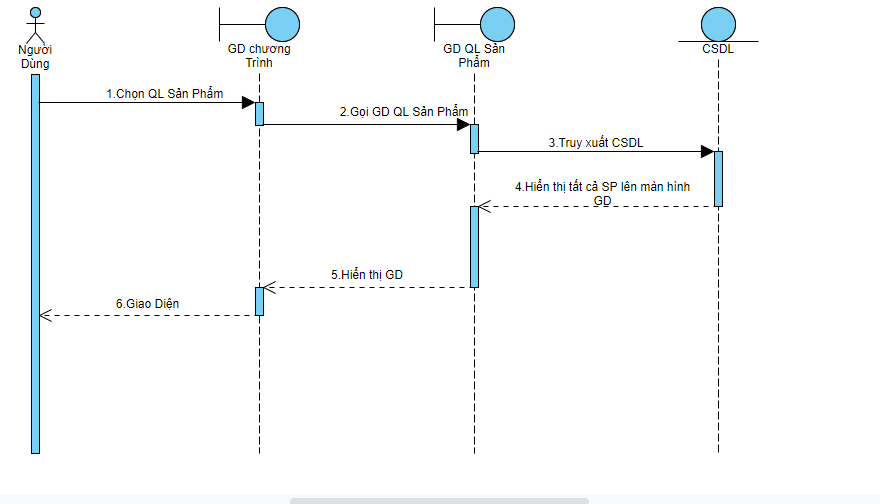 Người
Dùng
GD chương
Trình
GD QL Sản
Phẩm
CSDL
1.Chọn QL Sản Phẩm
2.Gọi GD QL Sản Phẩm
3.Truy xuất CSDL
4.Hiển thị tất cả SP lên màn hình
GD
5.Hiển thị GD
6.Giao Diện